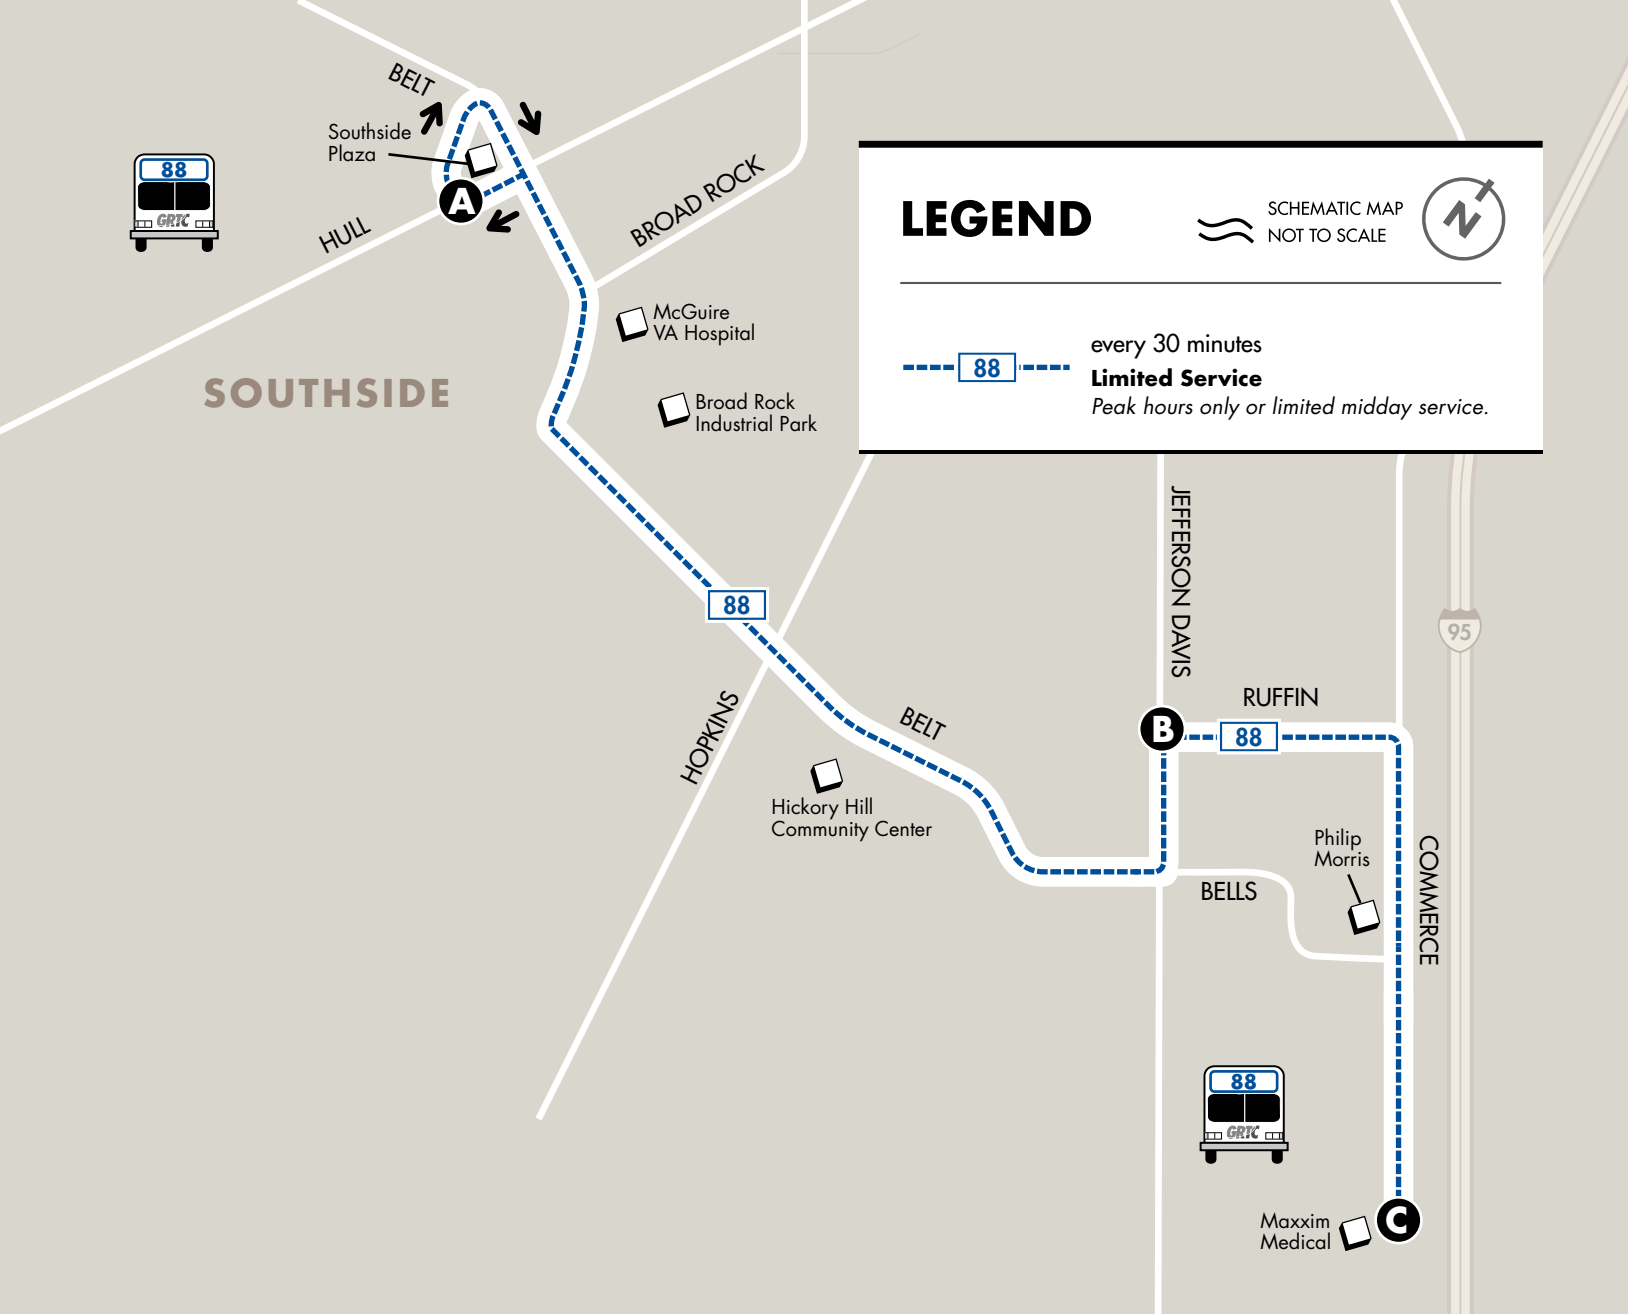 BELT
Southside
Plaza
88
GRTC
A
HULL
BROAD ROCK
LEGEND
SCHEMATIC MAP
NOT TO SCALE
N
88
every 30 minutes
Limited Service
Peak hours only or limited midday service.
McGuire
VA Hospital
SOUTHSIDE
Broad Rock
Industrial Park
JEFFERSON DAVIS
88
95
HOPKINS
BELT
RUFFIN
B
88
Hickory Hill
Community Center
Philip
Morris
COMMERCE
BELLS
88
GRTC
Maxxim
Medical
C